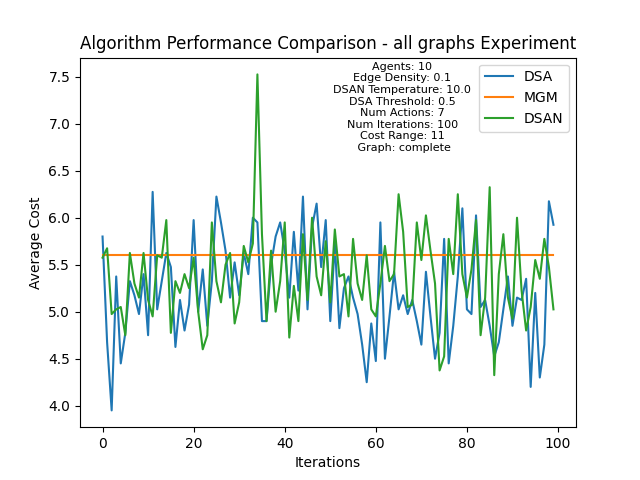 Algorithm Performance Comparison - all graphs Experiment
Agents: 10
Edge Density: 0.1
DSAN Temperature: 10.0
DSA Threshold: 0.5
Num Actions: 7
Num Iterations: 100
Cost Range: 11
Graph: complete
DSA
MGM
DSAN
Average Cost
7.5
7.0
6.5
6.0
5.5
5.0
4.5
4.0
0 20 40 60 80 100
Iterations